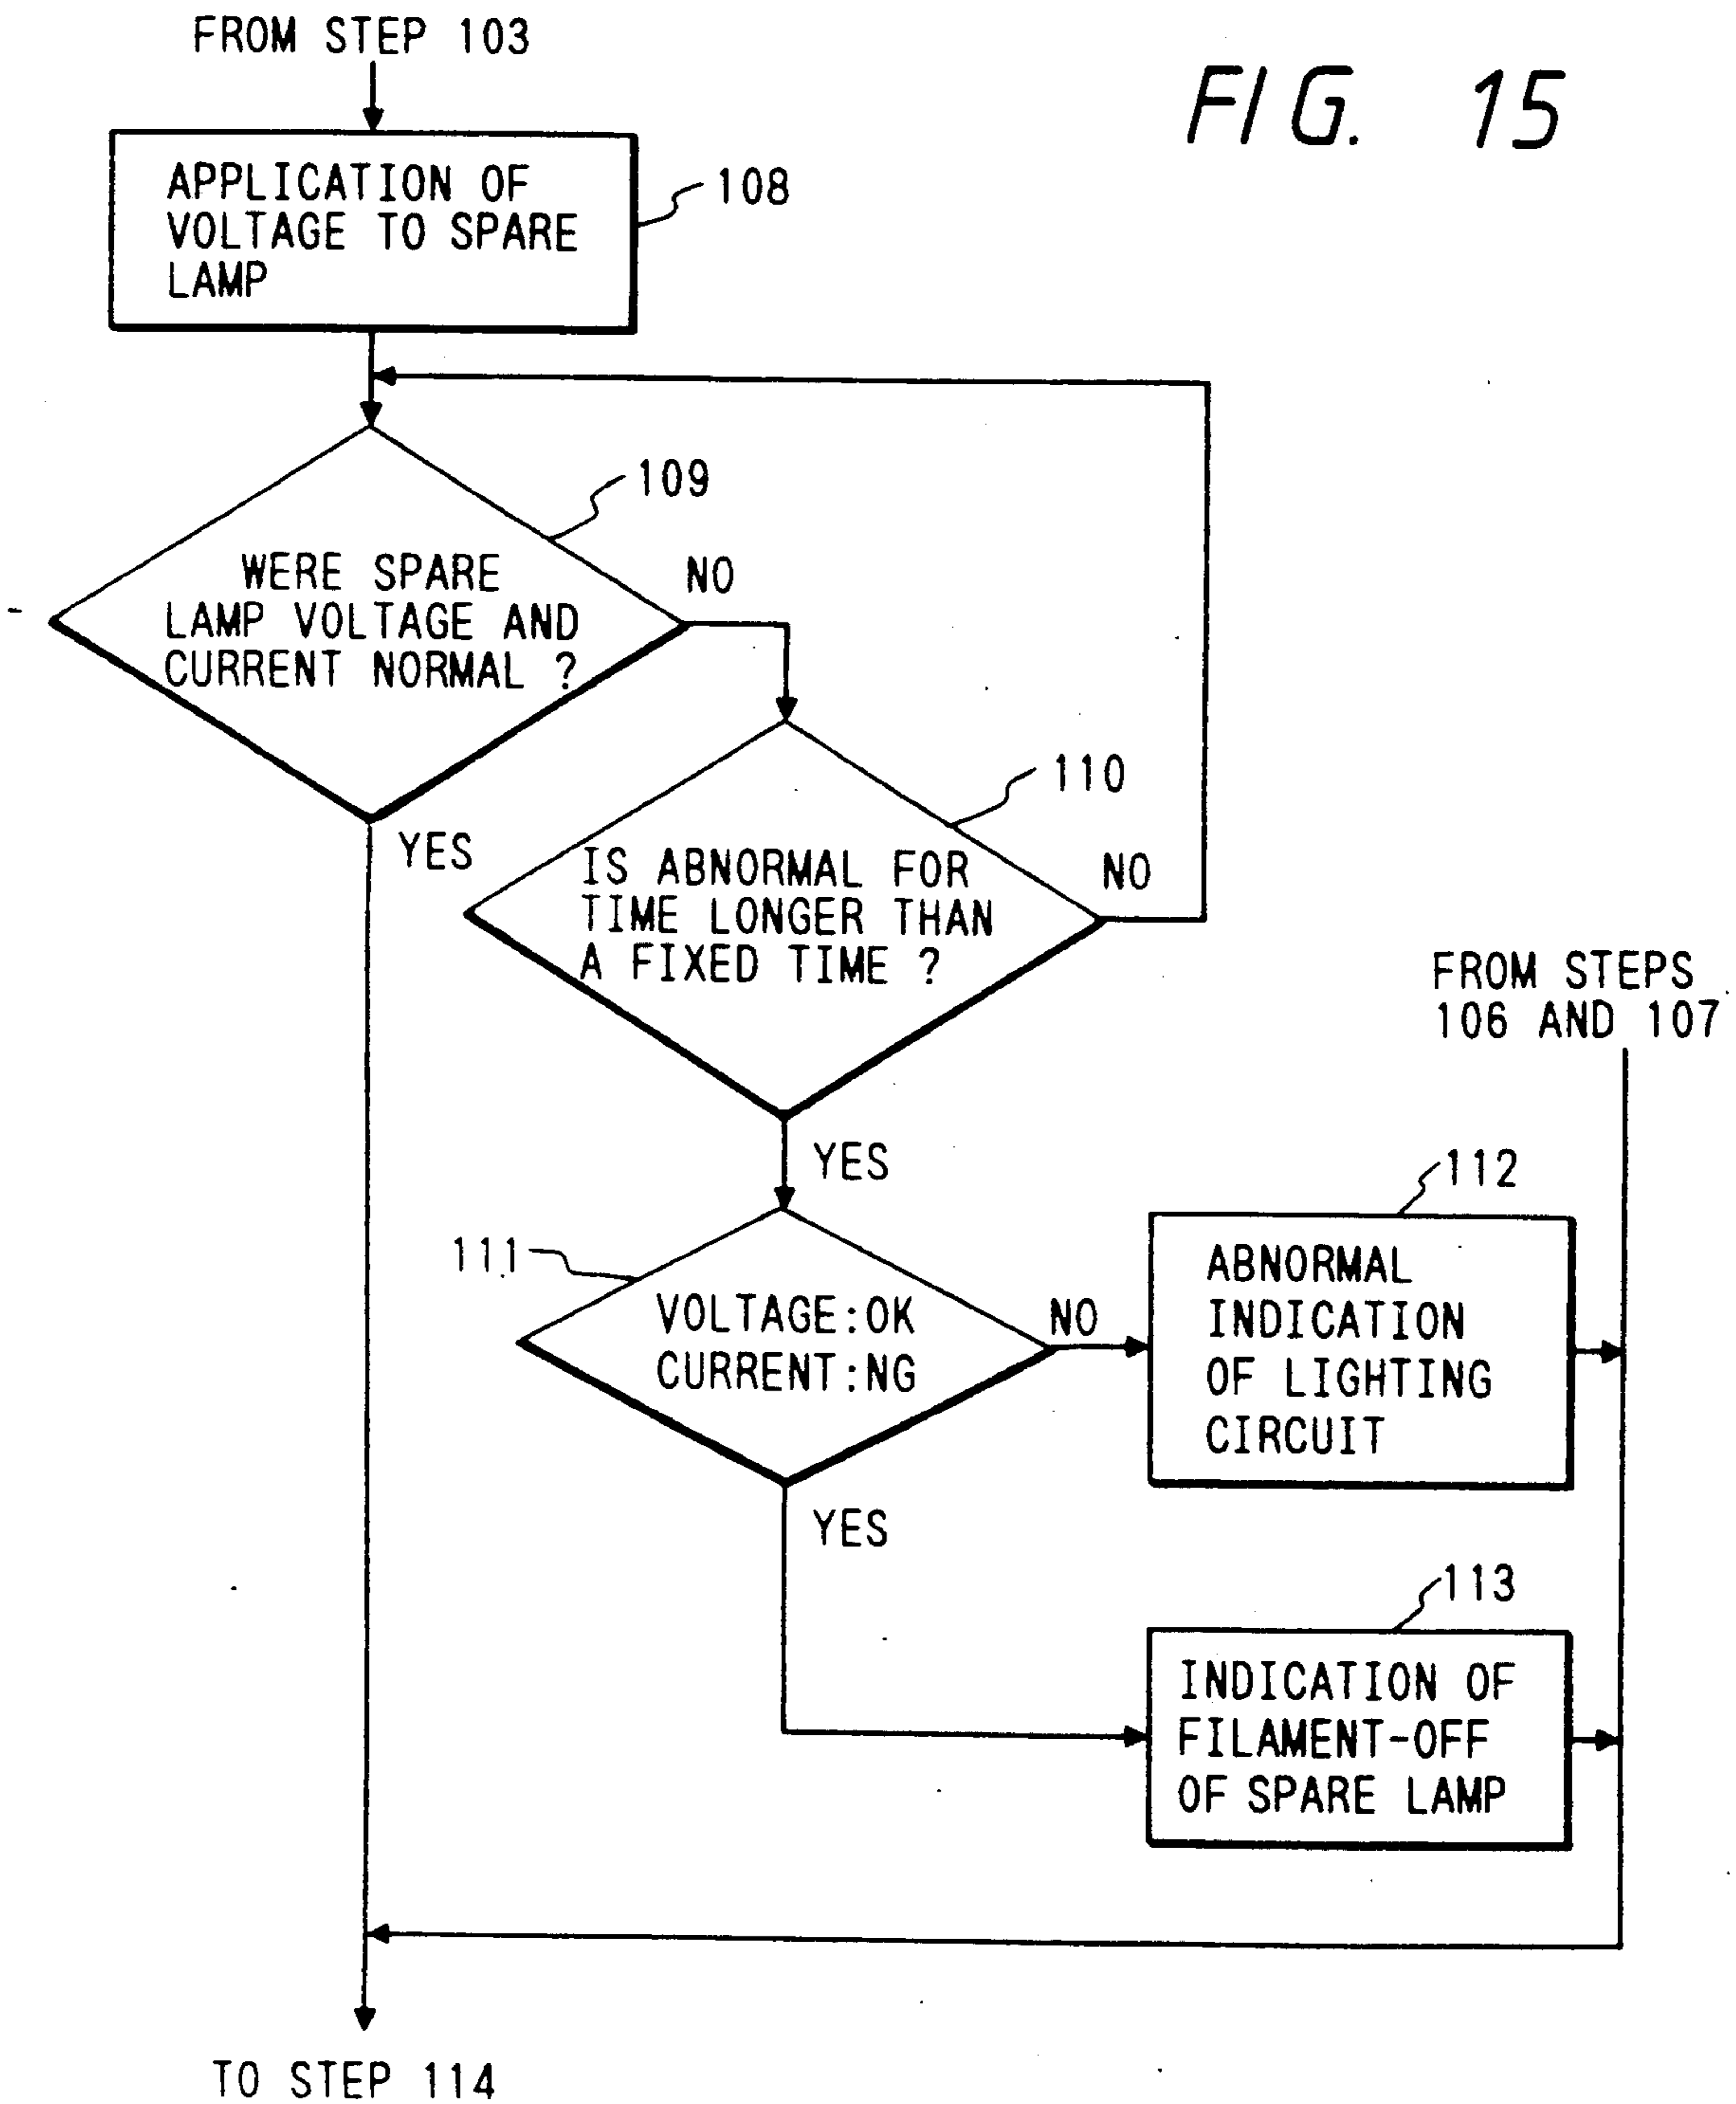 FROM STEP 103
FIG. 15
APPLICATION OF
VOLTAGE TO SPARE
LAMP
108
109
WERE SPARE
LAMP VOLTAGE AND
CURRENT NORMAL ?
NO
YES
110
IS ABNORMAL FOR
TIME LONGER THAN
A FIXED TIME ?
NO
YES
FROM STEPS
106 AND 107
111
VOLTAGE:OK
CURRENT:NG
NO
YES
112
ABNORMAL
INDICATION
OF LIGHTING
CIRCUIT
113
INDICATION OF
FILAMENT-OFF
OF SPARE LAMP
TO STEP 114